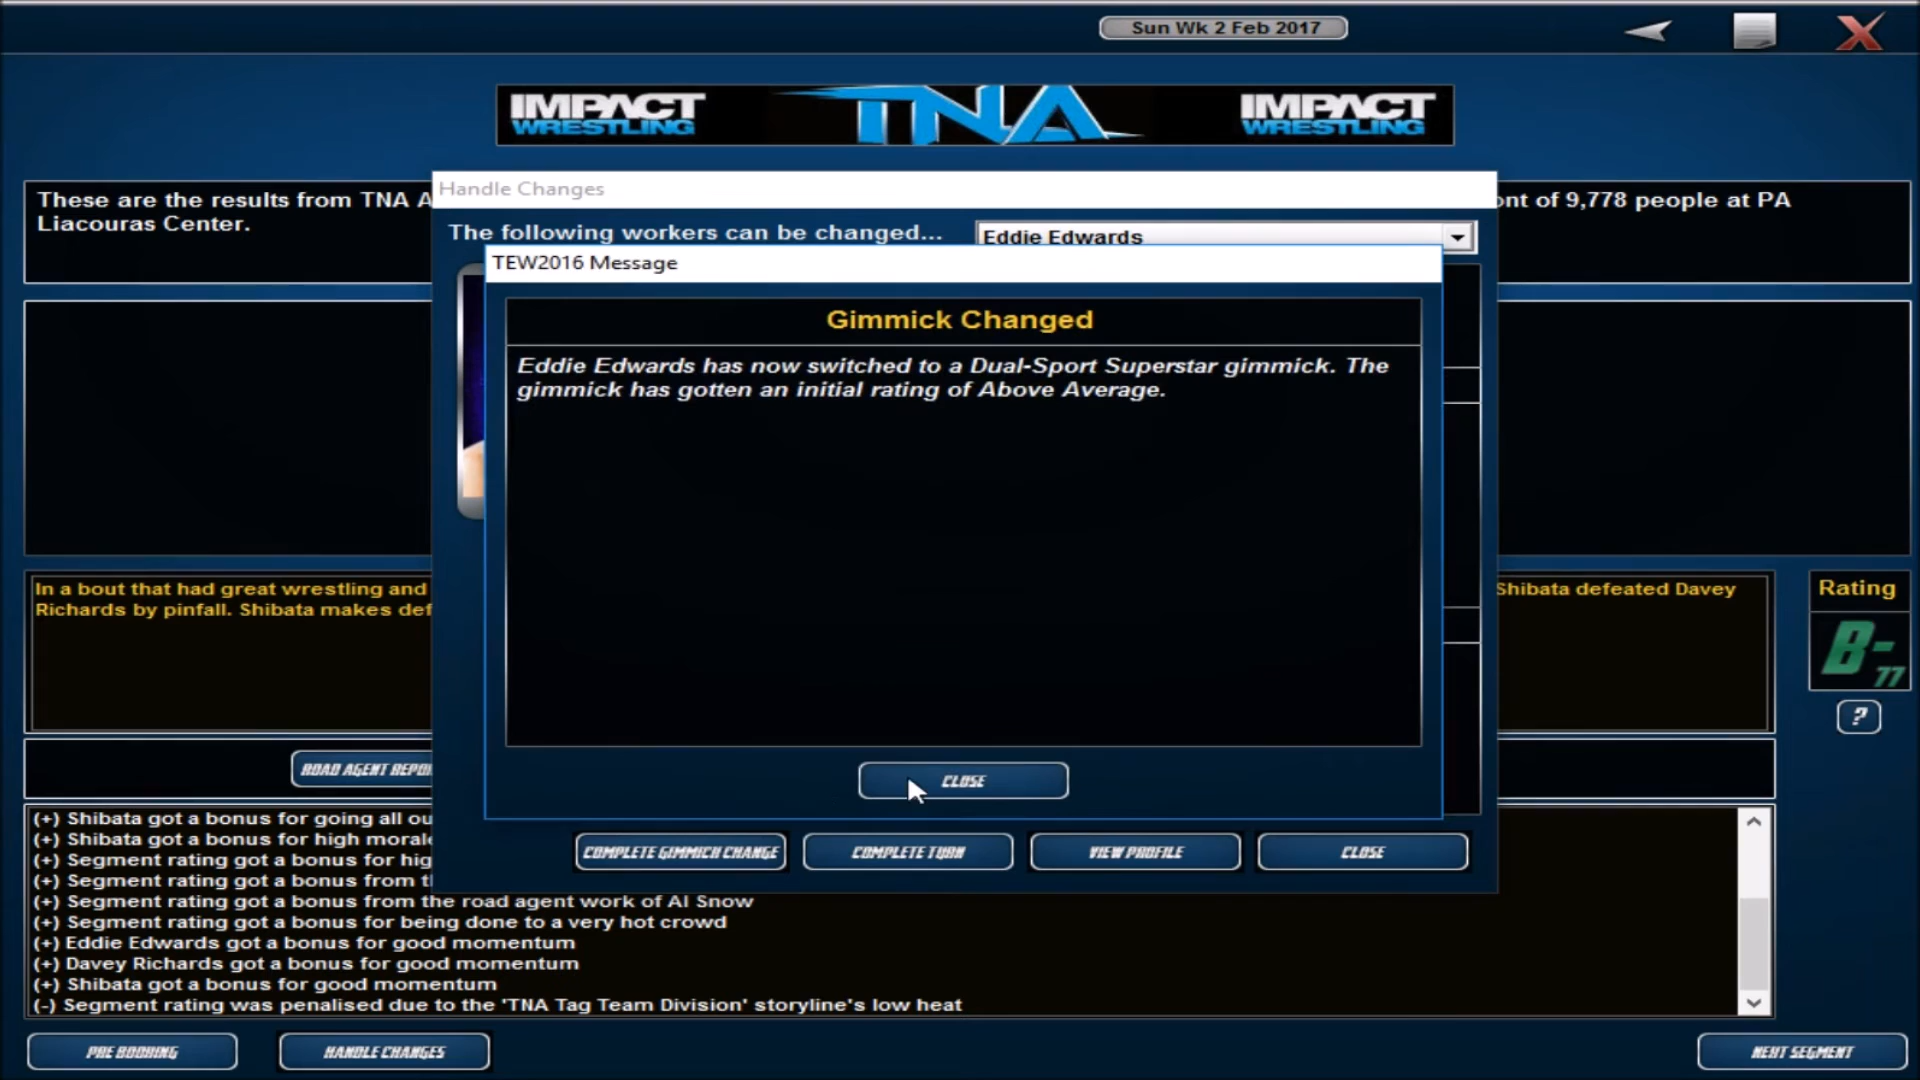 Sun Wk 2 Feb 2017
IMPACT
WRESTLING
TNA
IMPACT
WRESTLING
These are the results from TNA A
Liacouras Center.
ont of 9,778 people at PA
Handle Changes
The following workers can be changed...
Eddie Edwards
TEW2016 Message
Gimmick Changed
Eddie Edwards has now switched to a Dual-Sport Superstar gimmick. The
gimmick has gotten an initial rating of Above Average.
CLOSE
COMPLETE GIMMICK CHANGE
COMPLETE TURN
VIEW PROFILE
CLOSE
In a bout that had great wrestling and
Richards by pinfall. Shibata makes def
Shibata defeated Davey
Rating
B-
77
?
ROAD AGENT REPO
(+) Shibata got a bonus for going all ou
(+) Shibata got a bonus for high morale
(+) Segment rating got a bonus for hig
(+) Segment rating got a bonus from t
(+) Segment rating got a bonus from the road agent work of Al Snow
(+) Segment rating got a bonus for being done to a very hot crowd
(+) Eddie Edwards got a bonus for good momentum
(+) Davey Richards got a bonus for good momentum
(+) Shibata got a bonus for good momentum
(-) Segment rating was penalised due to the 'TNA Tag Team Division' storyline's low heat
PRE BOOKING
HANDLE CHANGES
NEXT SEGMENT